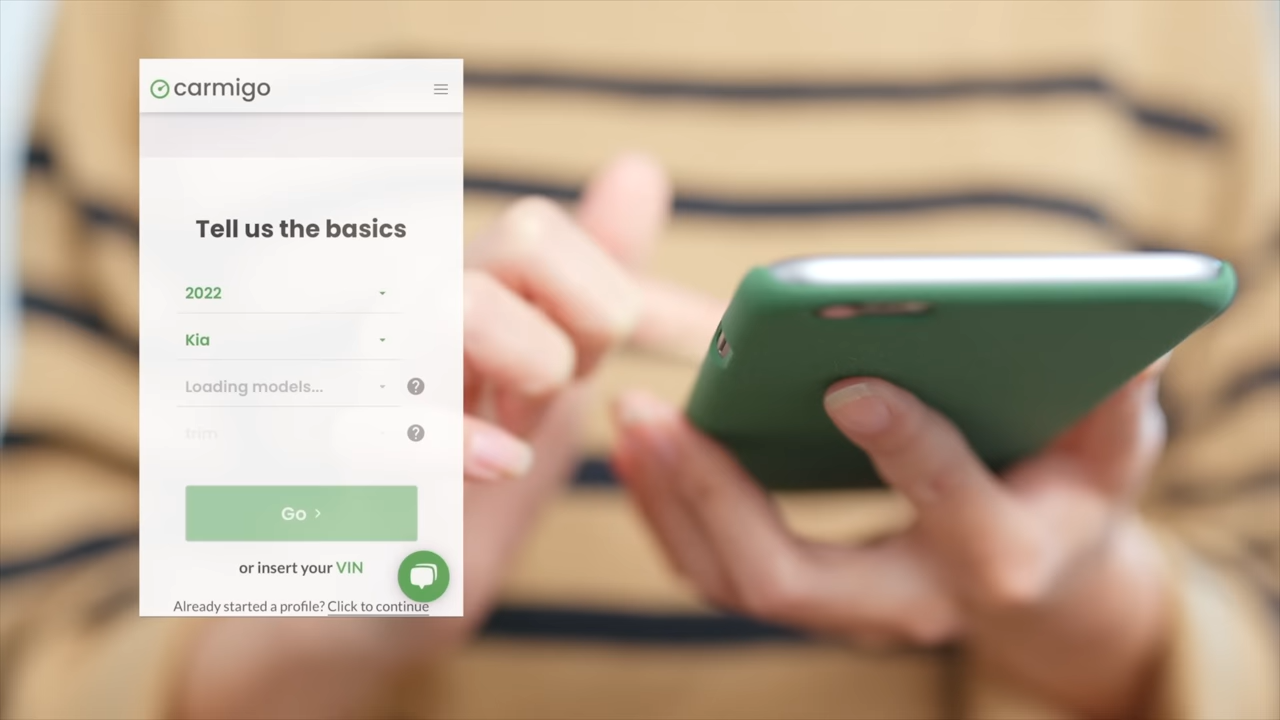 carmigo
Tell us the basics
2022
Kia
Loading models...
?
trim
?
Go >
or insert your VIN
Already started a profile? Click to continue